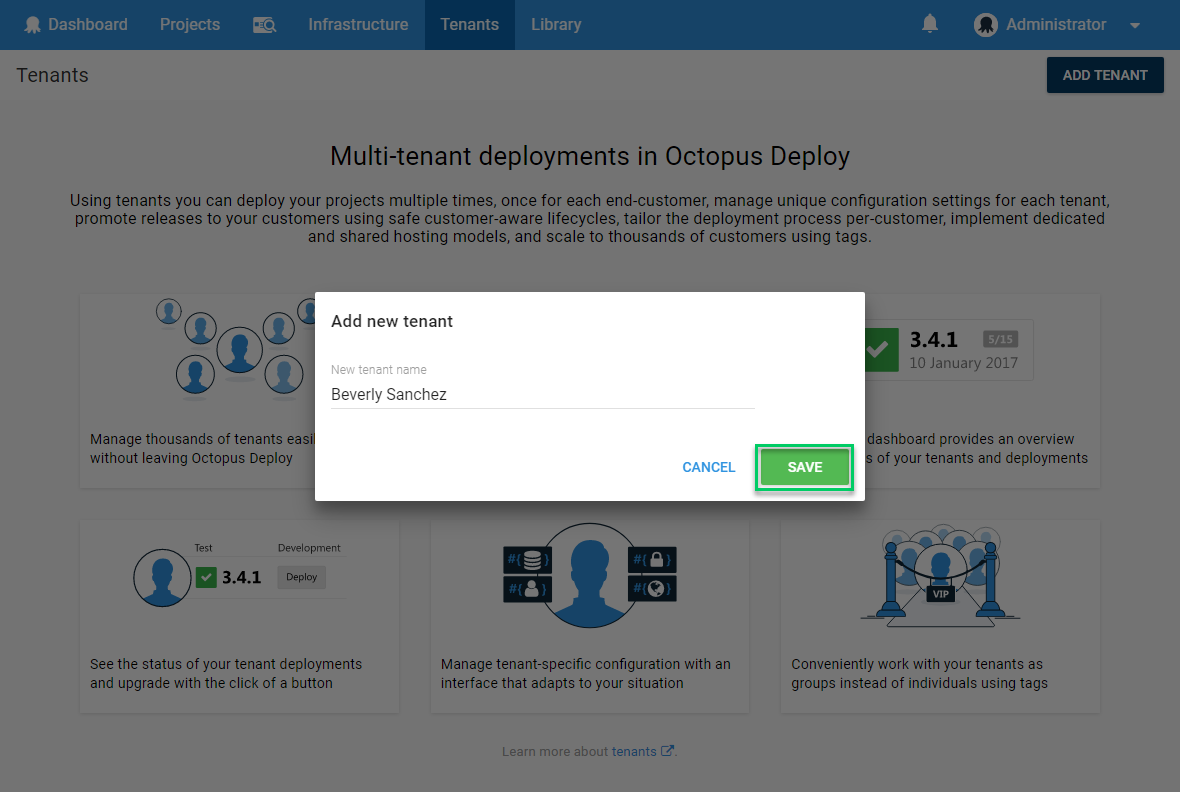 Dashboard Projects Infrastructure Tenants Library Administrator
Tenants
ADD TENANT
Multi-tenant deployments in Octopus Deploy
Using tenants you can deploy your projects multiple times, once for each end-customer, manage unique configuration settings for each tenant,
promote releases to your customers using safe customer-aware lifecycles, tailor the deployment process per-customer, implement dedicated
and shared hosting models, and scale to thousands of customers using tags.
Add new tenant
New tenant name
Beverly Sanchez
CANCEL
SAVE
3.4.1 5/15
10 January 2017
Manage thousands of tenants
without leaving Octopus Deploy
dashboard provides an overview
of your tenants and deployments
Test Development
3.4.1 Deploy
See the status of your tenant deployments
and upgrade with the click of a button
#{ }
#{ }
#{ }
#{ }
Manage tenant-specific configuration with an
interface that adapts to your situation
VIP
Conveniently work with your tenants as
groups instead of individuals using tags
Learn more about tenants .